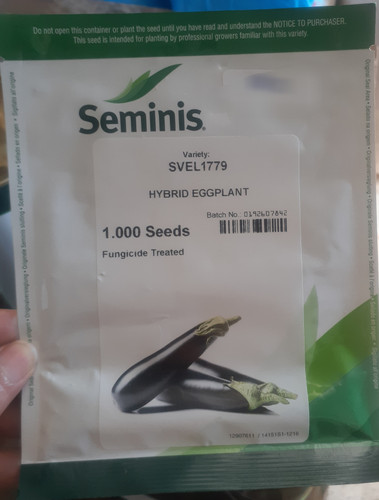 Do not open this container or plant the seed until you have read and understand the NOTICE TO PURCHASER.
This seed is intended for planting by professional growers familiar with this variety.
Seminis
Variety:
SVEL1779
HYBRID EGGPLANT
Batch No.: 0192607842
1.000 Seeds
Fungicide Treated